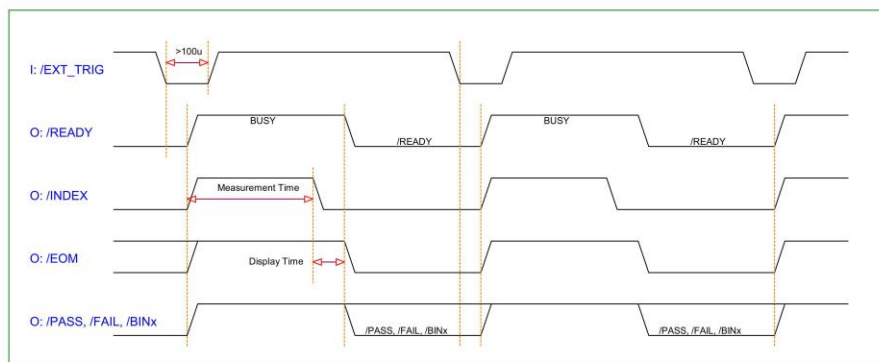 >100u
I: /EXT_TRIG
BUSY
BUSY
O: /READY
/READY
/READY
Measurement Time
O: /INDEX
O: /EOM
Display Time
O: /PASS, /FAIL, /BINx
/PASS, /FAIL, /BINx
/PASS, /FAIL, /BINx